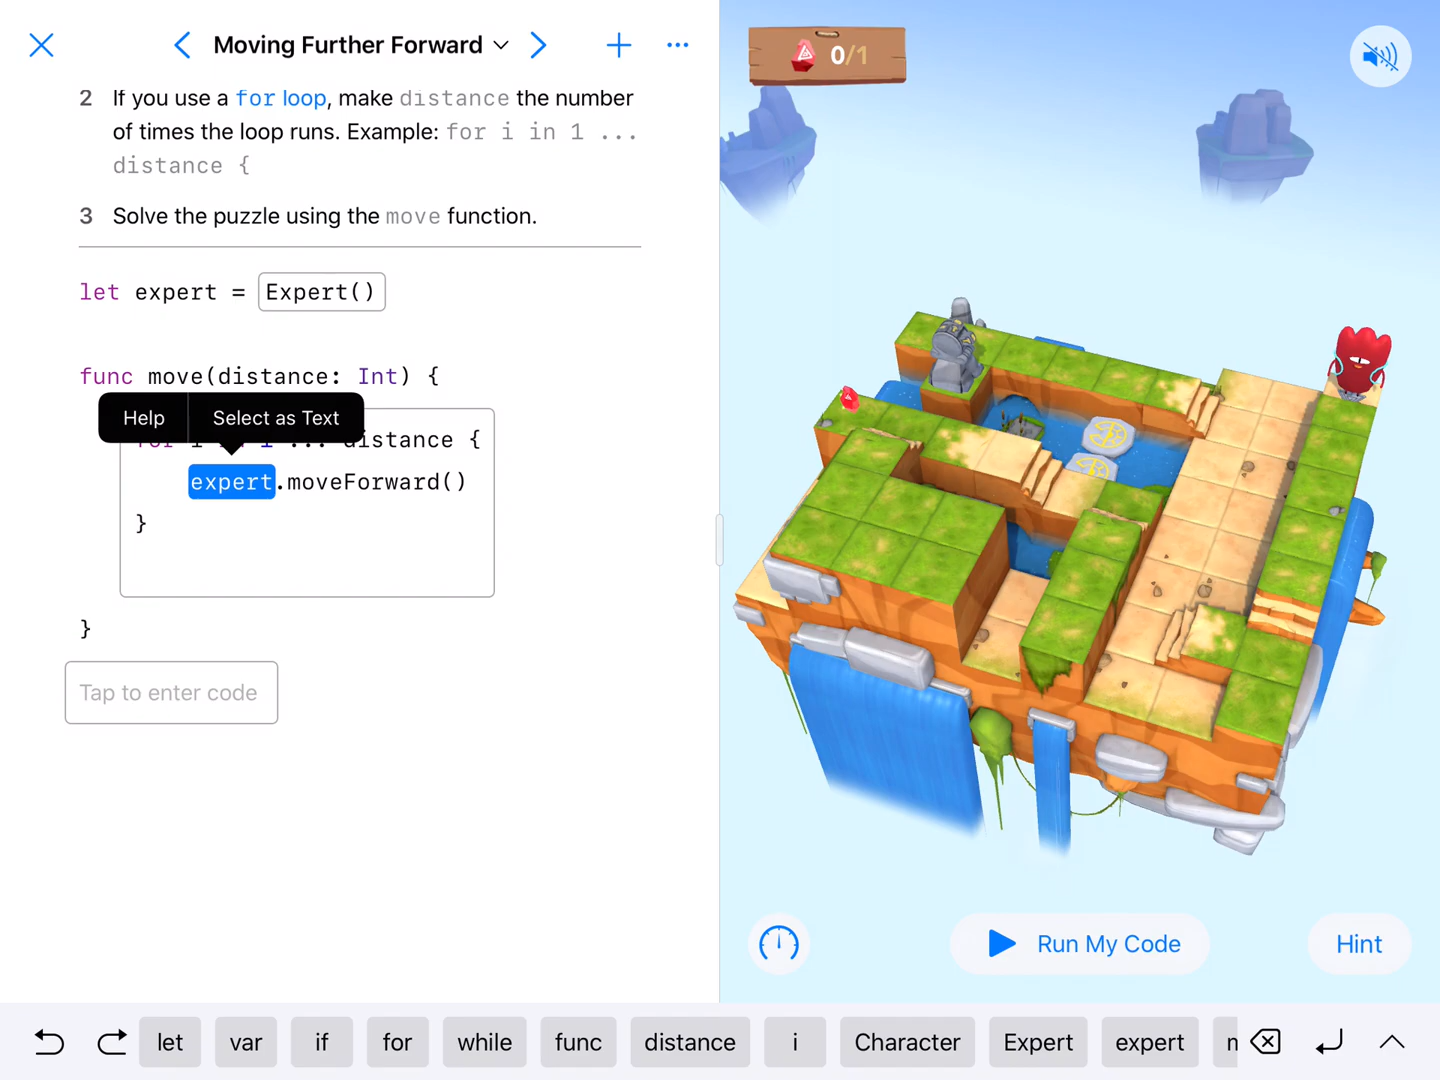 Moving Further Forward
0/1
2 If you use a for loop, make distance the number
of times the loop runs. Example: for i in 1 ...
distance {
3 Solve the puzzle using the move function.
let expert = Expert()
func move(distance: Int) {
Help Select as Text
distance {
expert.moveForward()
}
}
Tap to enter code
Run My Code
Hint
let var if for while func distance i Character Expert expert